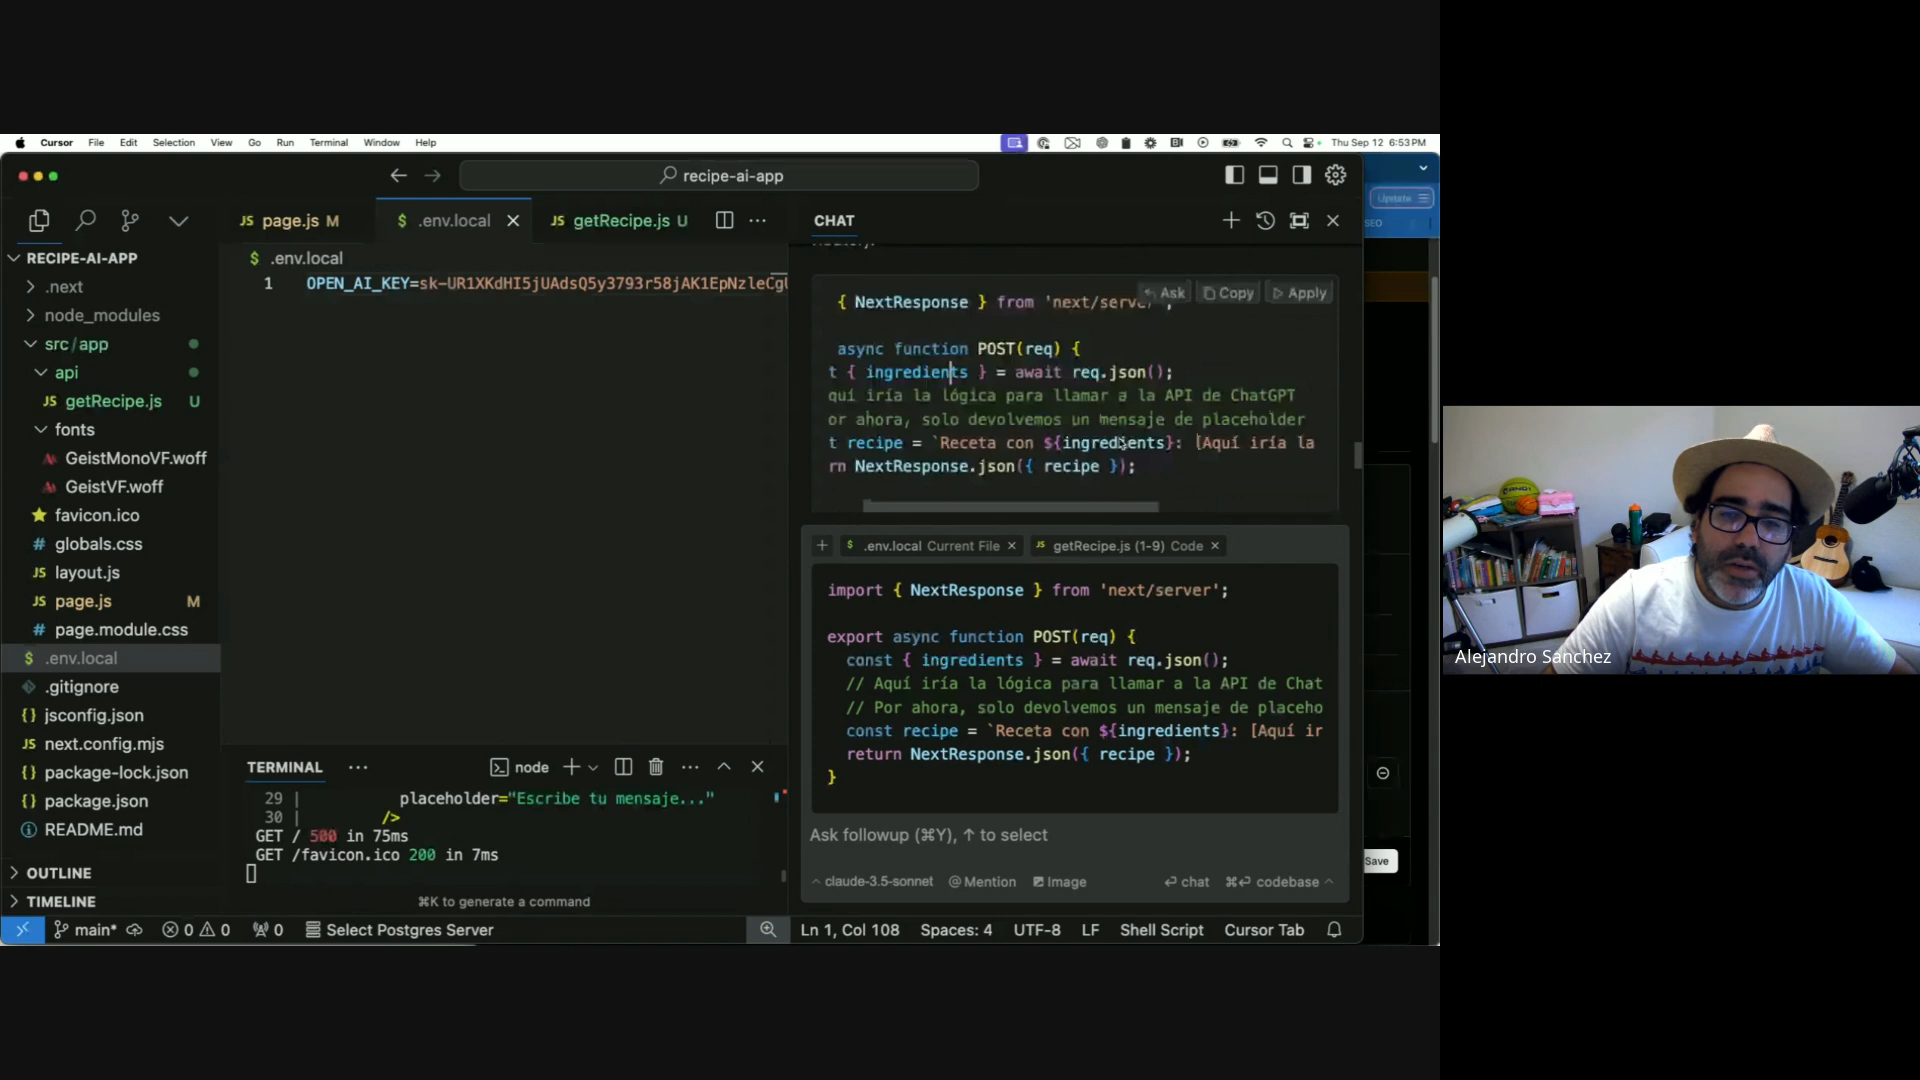 Cursor File Edit Selection View Go Run Terminal Window Help
Thu Sep 12 6:53 PM
recipe-ai-app
Update
SEO
JS page.js M
$ .env.local
JS getRecipe.js U
CHAT
RECIPE-AI-APP
.next
node_modules
src/app
api
JS getRecipe.js U
fonts
GeistMonoVF.woff
GeistVF.woff
favicon.ico
# globals.css
JS layout.js
JS page.js M
# page.module.css
$ .env.local
.gitignore
{} jsconfig.json
JS next.config.mjs
{} package-lock.json
{} package.json
README.md
OUTLINE
TIMELINE
$ .env.local
1 OPEN_AI_KEY=
Ask Copy Apply
{ NextResponse } from 'next/serve
async function POST(req) {
t { ingredients } = await req.json();
quí iría la lógica para llamar a la API de ChatGPT
or ahora, solo devolvemos un mensaje de placeholder
t recipe = `Receta con ${ingredients}: [Aquí iría la
rn NextResponse.json({ recipe });
+ $ .env.local Current File
JS getRecipe.js (1-9) Code
import { NextResponse } from 'next/server';
export async function POST(req) {
const { ingredients } = await req.json();
// Aquí iría la lógica para llamar a la API de Chat
// Por ahora, solo devolvemos un mensaje de placeho
const recipe = `Receta con ${ingredients}: [Aquí ir
return NextResponse.json({ recipe });
}
Ask followup (⌘Y), ↑ to select
claude-3.5-sonnet @ Mention Image
chat codebase
Save
TERMINAL
node
29 | placeholder="Escribe tu mensaje..."
30 | />
GET / 500 in 75ms
GET /favicon.ico 200 in 7ms
⌘K to generate a command
main* 0 0 0 Select Postgres Server
Ln 1, Col 108 Spaces: 4 UTF-8 LF Shell Script Cursor Tab
Alejandro Sanchez